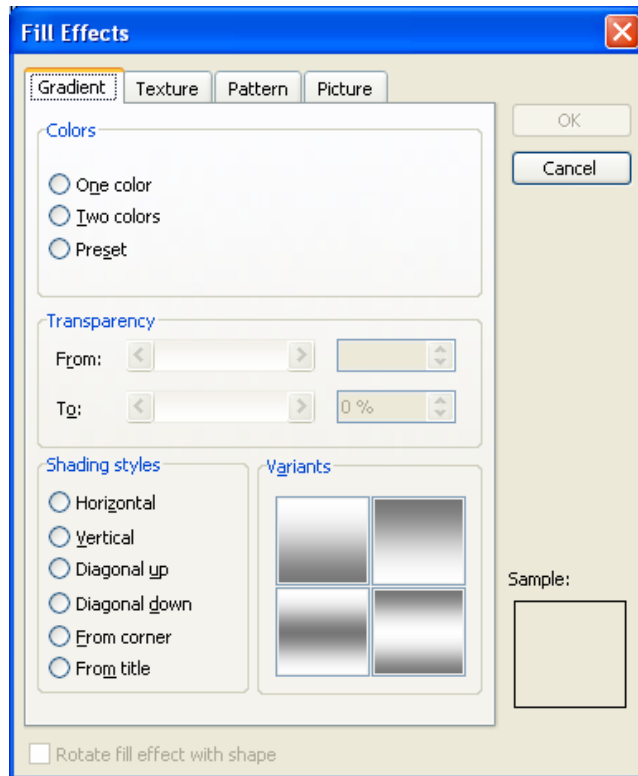 Fill Effects
Gradient Texture Pattern Picture
Colors
One color
Two colors
Preset
OK
Cancel
Transparency
From:
To: 0 %
Shading styles
Horizontal
Vertical
Diagonal up
Diagonal down
From corner
From title
Variants
Sample:
Rotate fill effect with shape